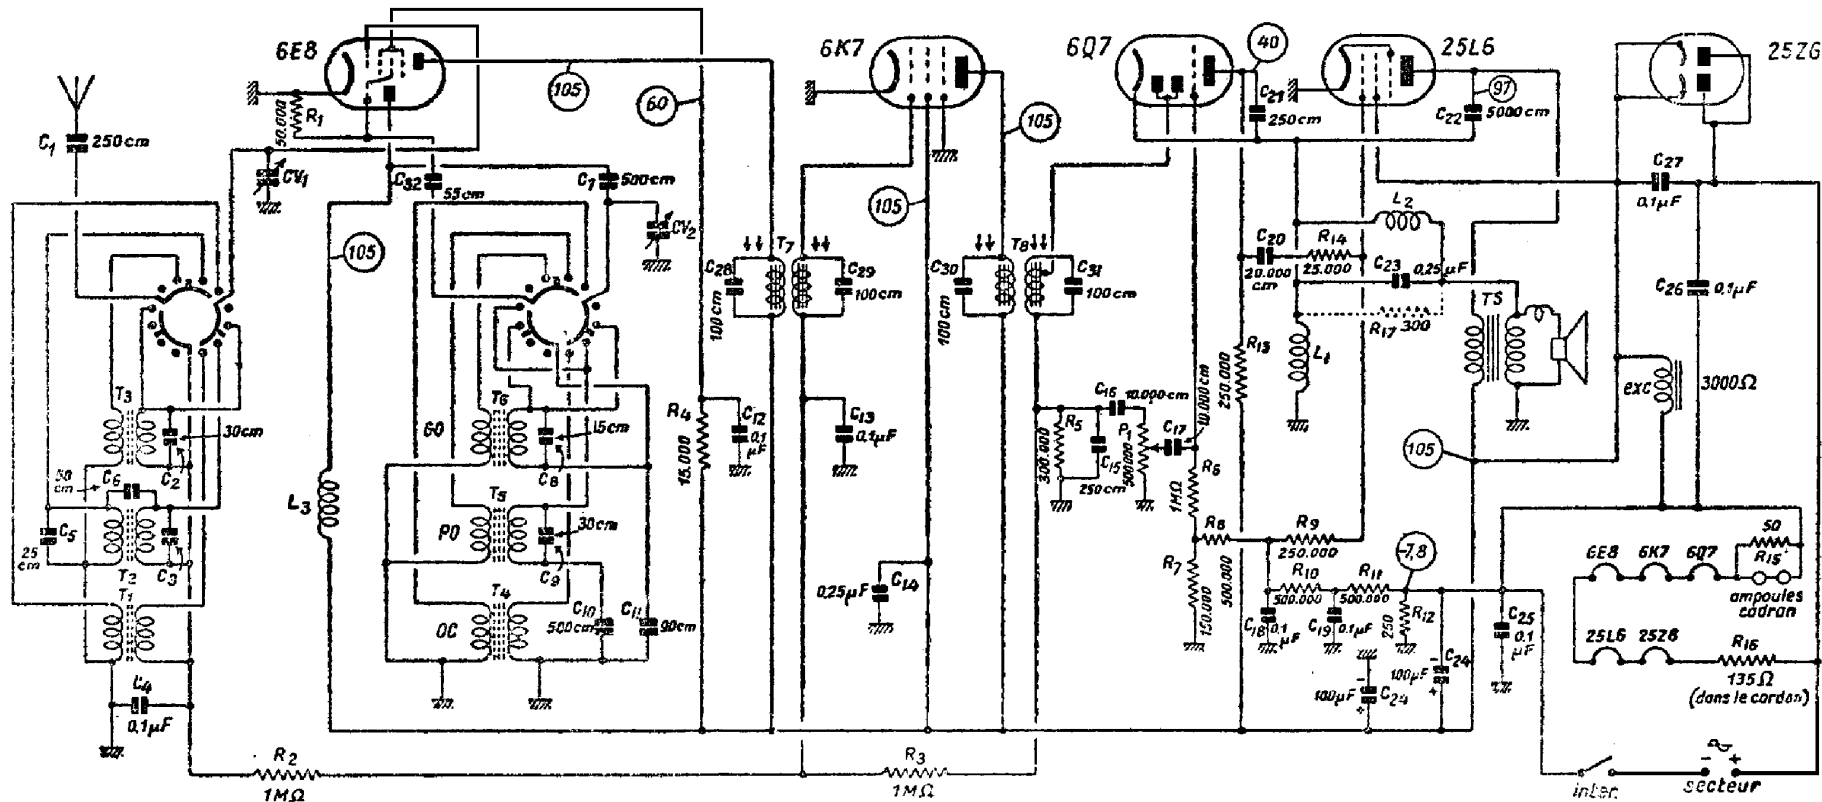 6E8
6K7
6Q7
25L6
25Z6
40
97
105
60
105
105
105
105
-7,8
C1 250cm
R1 50.000
CV1
C32 55cm
C7 500cm
CV2
C21 250cm
C22 5000cm
C27 0,1µF
L2
C20 20.000 cm
R14 25.000
C23 0,25µF
R17 300
L1
TS
C26 0,1µF
exc 3000Ω
T7
C28 100cm
C29 100cm
T8
C30 100cm
C31 100cm
R13 250.000
T3
30cm
C2
50 cm C6
C5 25 cm
T2
C3
T1
C4 0,1µF
L3
T6
GO
15cm
C8
T5
PO
30cm
C9
T4
OC
C10 500cm
C11 90cm
R4 15.000
C12 0,1 µF
C13 0,1µF
C14 0,25µF
R5 300.000
C15 250cm
C16 10.000cm
P1 500.000
C17 10.000cm
R6 1MΩ
R7 150.000
R8 500.000
R9 250.000
R10 500.000
R11 500.000
R12 250
C18 0,1 µF
C19 0,1µF
C24 100µF
C24 100µF
C25 0,1 µF
50
R15
6E8 6K7 6Q7
ampoules
cadran
25L6 25Z6
R16
135Ω
(dans le cordon)
R2
1MΩ
R3
1MΩ
inter.
- +
secteur